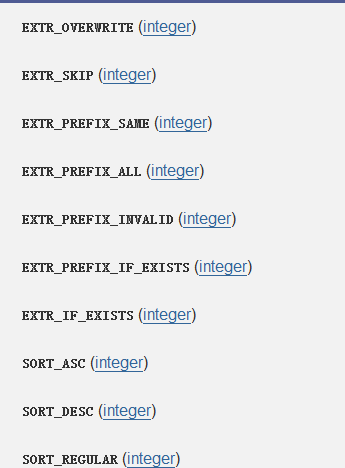 EXTR_OVERWRITE (integer)
EXTR_SKIP (integer)
EXTR_PREFIX_SAME (integer)
EXTR_PREFIX_ALL (integer)
EXTR_PREFIX_INVALID (integer)
EXTR_PREFIX_IF_EXISTS (integer)
EXTR_IF_EXISTS (integer)
SORT_ASC (integer)
SORT_DESC (integer)
SORT_REGULAR (integer)